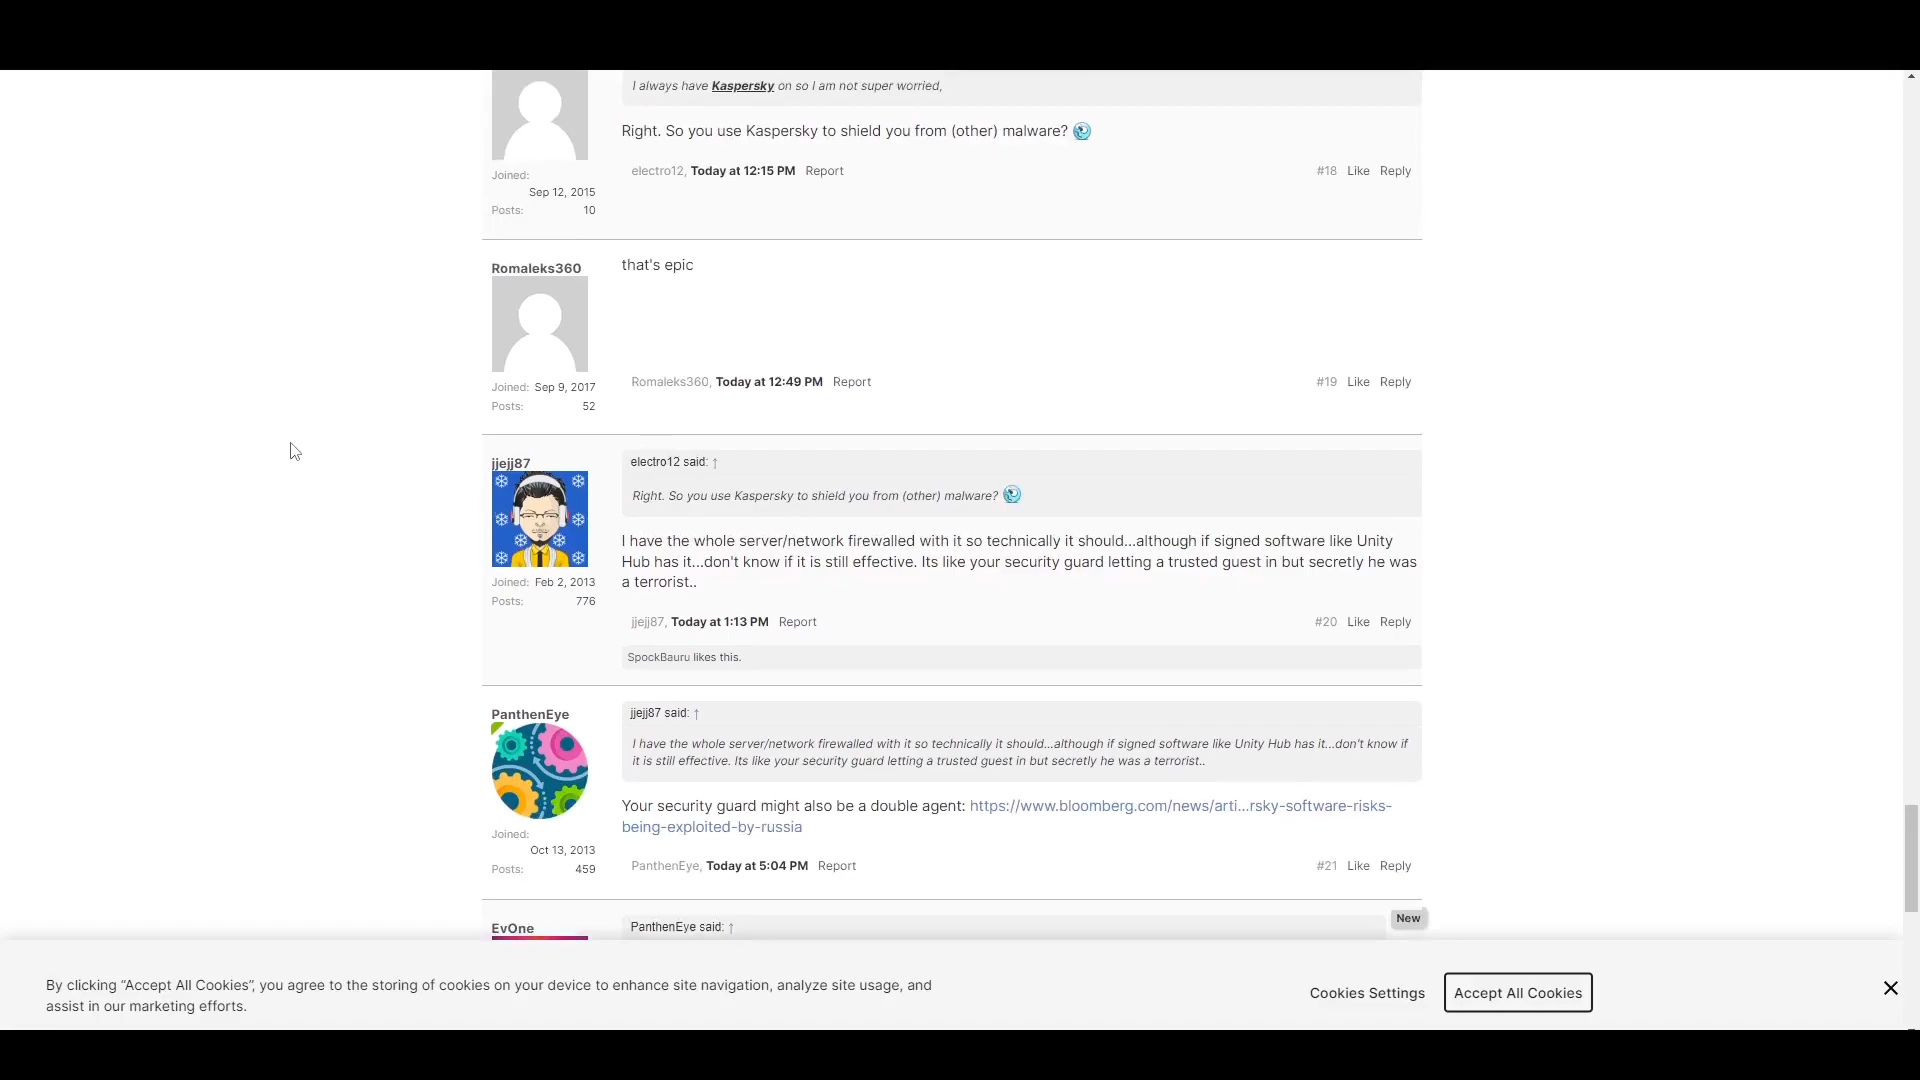 I always have Kaspersky on so I am not super worried,
Right. So you use Kaspersky to shield you from (other) malware?
Joined:
Sep 12, 2015
Posts: 10
electro12, Today at 12:15 PM Report #18 Like Reply
Romaleks360
that's epic
Joined: Sep 9, 2017
Posts: 52
Romaleks360, Today at 12:49 PM Report #19 Like Reply
jjejj87
electro12 said: ↑
Right. So you use Kaspersky to shield you from (other) malware?
I have the whole server/network firewalled with it so technically it should...although if signed software like Unity
Hub has it...don't know if it is still effective. Its like your security guard letting a trusted guest in but secretly he was
a terrorist..
Joined: Feb 2, 2013
Posts: 776
jjejj87, Today at 1:13 PM Report #20 Like Reply
SpockBauru likes this.
PanthenEye
jjejj87 said: ↑
I have the whole server/network firewalled with it so technically it should...although if signed software like Unity Hub has it...don't know if
it is still effective. Its like your security guard letting a trusted guest in but secretly he was a terrorist..
Your security guard might also be a double agent: https://www.bloomberg.com/news/arti...rsky-software-risks-
being-exploited-by-russia
Joined:
Oct 13, 2013
Posts: 459
PanthenEye, Today at 5:04 PM Report #21 Like Reply
EvOne
PanthenEye said: ↑
New
By clicking “Accept All Cookies”, you agree to the storing of cookies on your device to enhance site navigation, analyze site usage, and
assist in our marketing efforts.
Cookies Settings
Accept All Cookies